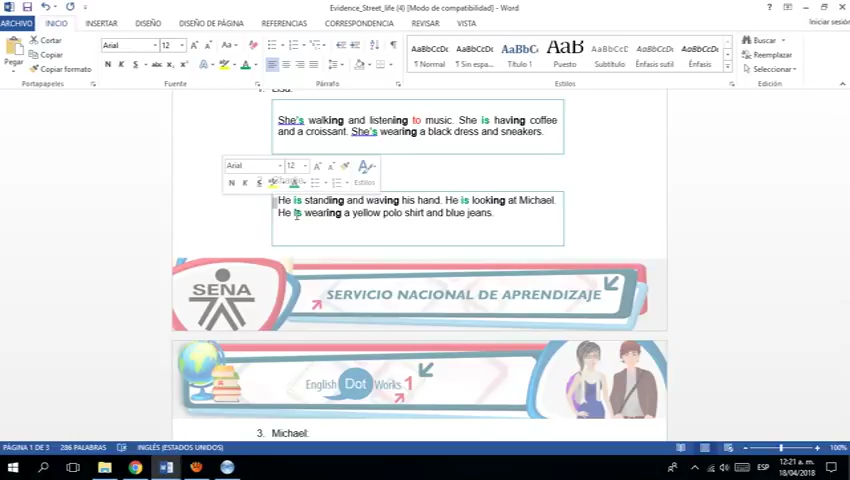 Evidence_Street_life (4) [Modo de compatibilidad] - Word
ARCHIVO INICIO INSERTAR DISEÑO DISEÑO DE PÁGINA REFERENCIAS CORRESPONDENCIA REVISAR VISTA Iniciar sesión
Cortar
Copiar
Copiar formato
Pegar
Arial 12
AaBbCcDc AaBbCcDc AaBbC AaB AaBbCcD AaBbCcDc AaBbCcDc
¶ Normal ¶ Sin espa... Título 1 Título Subtítulo Énfasis sutil Énfasis
Buscar
Reemplazar
Seleccionar
Portapapeles Fuente Párrafo Estilos Edición
She's walking and listening to music. She is having coffee
and a croissant. She's wearing a black dress and sneakers.
Arial 12
N K S Estilos
He is standing and waving his hand. He is looking at Michael.
He is wearing a yellow polo shirt and blue jeans.
SENA
SERVICIO NACIONAL DE APRENDIZAJE
English Dot Works 1
3. Michael:
PÁGINA 1 DE 3 286 PALABRAS INGLÉS (ESTADOS UNIDOS) 100%
ESP
12:21 a. m.
18/04/2018